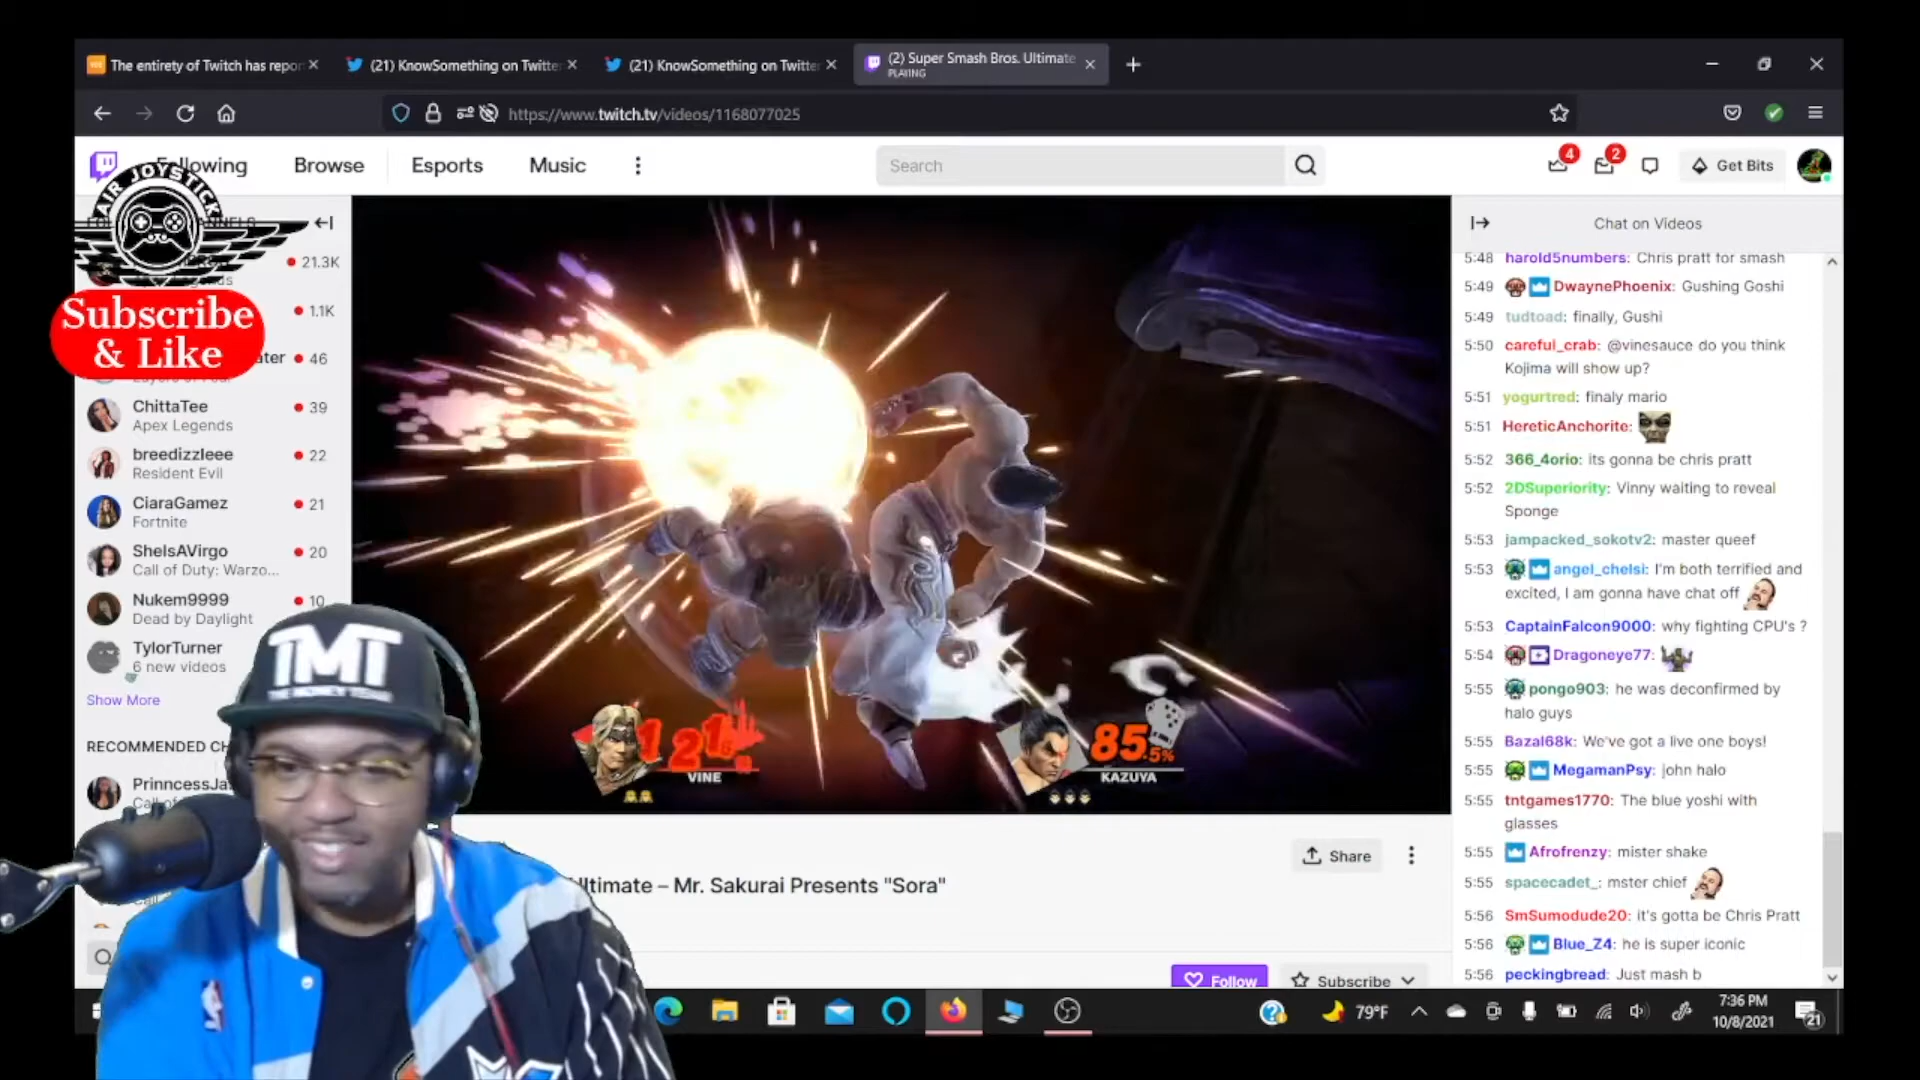 The entirety of Twitch has repor
(21) KnowSomething on Twitte
(21) KnowSomething on Twitte
(2) Super Smash Bros. Ultimate
PLAYING
https://www.twitch.tv/videos/1168077025
Following
Browse
Esports
Music
Search
4
2
Get Bits
AIR JOYSTICK
21.3K
Subscribe
& Like
1.1K
46
ChittaTee
39
Apex Legends
breedizzleee
22
Resident Evil
CiaraGamez
21
Fortnite
SheIsAVirgo
20
Call of Duty: Warzo...
Nukem9999
10
Dead by Daylight
TylorTurner
6 new videos
Show More
RECOMMENDED CH
PrinncessJa
TMT
THE MONEY TEAM
VINE
85.5%
KAZUYA
Share
Ultimate – Mr. Sakurai Presents "Sora"
Follow
Subscribe
Chat on Videos
5:48 harold5numbers: Chris pratt for smash
5:49 DwaynePhoenix: Gushing Goshi
5:49 tudtoad: finally, Gushi
5:50 careful_crab: @vinesauce do you think
Kojima will show up?
5:51 yogurtred: finaly mario
5:51 HereticAnchorite:
5:52 366_4orio: its gonna be chris pratt
5:52 2DSuperiority: Vinny waiting to reveal
Sponge
5:53 jampacked_sokotv2: master queef
5:53 angel_chelsi: I'm both terrified and
excited, I am gonna have chat off
5:53 CaptainFalcon9000: why fighting CPU's ?
5:54 Dragoneye77:
5:55 pongo903: he was deconfirmed by
halo guys
5:55 Bazal68k: We've got a live one boys!
5:55 MegamanPsy: john halo
5:55 tntgames1770: The blue yoshi with
glasses
5:55 Afrofrenzy: mister shake
5:55 spacecadet_: mster chief
5:56 SmSumodude20: it's gotta be Chris Pratt
5:56 Blue_Z4: he is super iconic
5:56 peckingbread: Just mash b
79°F
7:36 PM
10/8/2021
21